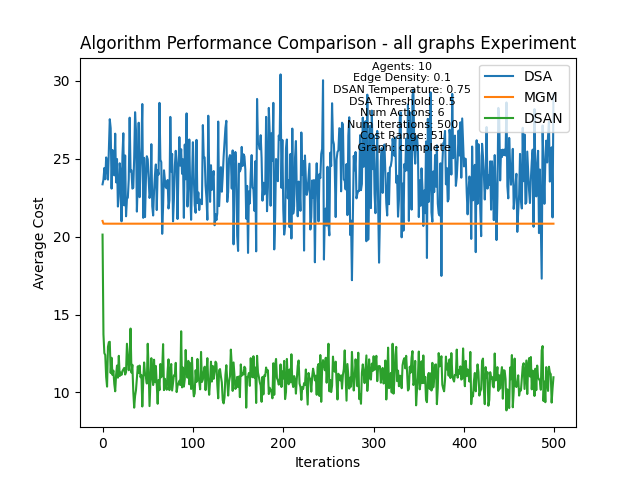 Algorithm Performance Comparison - all graphs Experiment
Agents: 10
Edge Density: 0.1
DSAN Temperature: 0.75
DSA Threshold: 0.5
Num Actions: 6
Num Iterations: 500
Cost Range: 51
Graph: complete
DSA
MGM
DSAN
Average Cost
30
25
20
15
10
0
100
200
300
400
500
Iterations